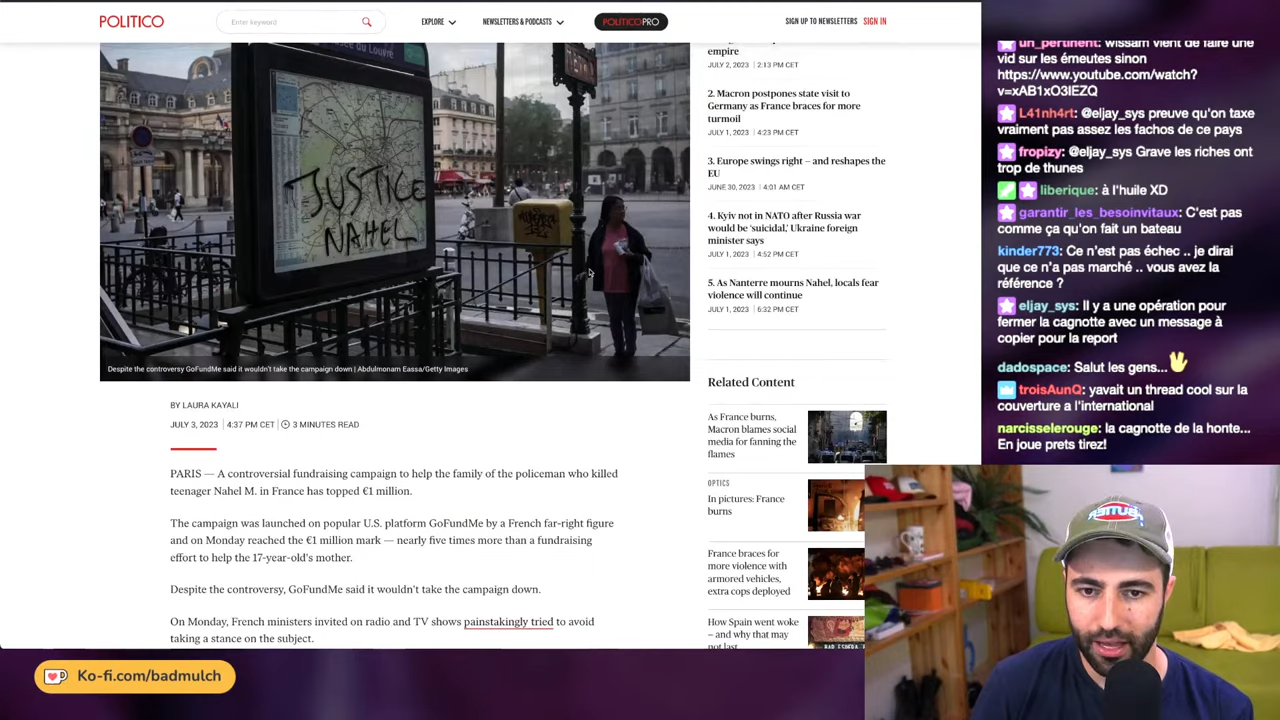 POLITICO
Enter keyword
EXPLORE
NEWSLETTERS & PODCASTS
POLITICOPRO
SIGN UP TO NEWSLETTERS
SIGN IN
JUSTICE
NAHEL
Despite the controversy GoFundMe said it wouldn't take the campaign down | Abdulmonam Eassa/Getty Images
BY LAURA KAYALI
JULY 3, 2023 | 4:37 PM CET | 3 MINUTES READ
PARIS — A controversial fundraising campaign to help the family of the policeman who killed
teenager Nahel M. in France has topped €1 million.
The campaign was launched on popular U.S. platform GoFundMe by a French far-right figure
and on Monday reached the €1 million mark — nearly five times more than a fundraising
effort to help the 17-year-old's mother.
Despite the controversy, GoFundMe said it wouldn't take the campaign down.
On Monday, French ministers invited on radio and TV shows painstakingly tried to avoid
taking a stance on the subject.
empire
JULY 2, 2023 | 2:13 PM CET
2. Macron postpones state visit to
Germany as France braces for more
turmoil
JULY 1, 2023 | 4:23 PM CET
3. Europe swings right — and reshapes the
EU
JUNE 30, 2023 | 4:01 AM CET
4. Kyiv not in NATO after Russia war
would be 'suicidal,' Ukraine foreign
minister says
JULY 1, 2023 | 4:52 PM CET
5. As Nanterre mourns Nahel, locals fear
violence will continue
JULY 1, 2023 | 6:32 PM CET
Related Content
As France burns,
Macron blames social
media for fanning the
flames
OPTICS
In pictures: France
burns
France braces for
more violence with
armored vehicles,
extra cops deployed
How Spain went woke
– and why that may
not last
un_pertinent: wissam vient de faire une
vid sur les émeutes sinon
https://www.youtube.com/watch?
v=xAB1xO3IEZQ
L41nh4rt: @eljay_sys preuve qu'on taxe
vraiment pas assez les fachos de ce pays
fropizy: @eljay_sys Grave les riches ont
trop de thunes
liberique: à l'huile XD
garantir_les_besoinvitaux: C'est pas
comme ça qu'on fait un bateau
kinder773: Ce n'est pas échec .. je dirai
que ce n'a pas marché .. vous avez la
référence ?
eljay_sys: Il y a une opération pour
fermer la cagnotte avec un message à
copier pour la report
dadospace: Salut les gens...
troisAunQ: yavait un thread cool sur la
couverture a l'international
narcisselerouge: la cagnotte de la honte...
En joue prets tirez!
Ko-fi.com/badmulch